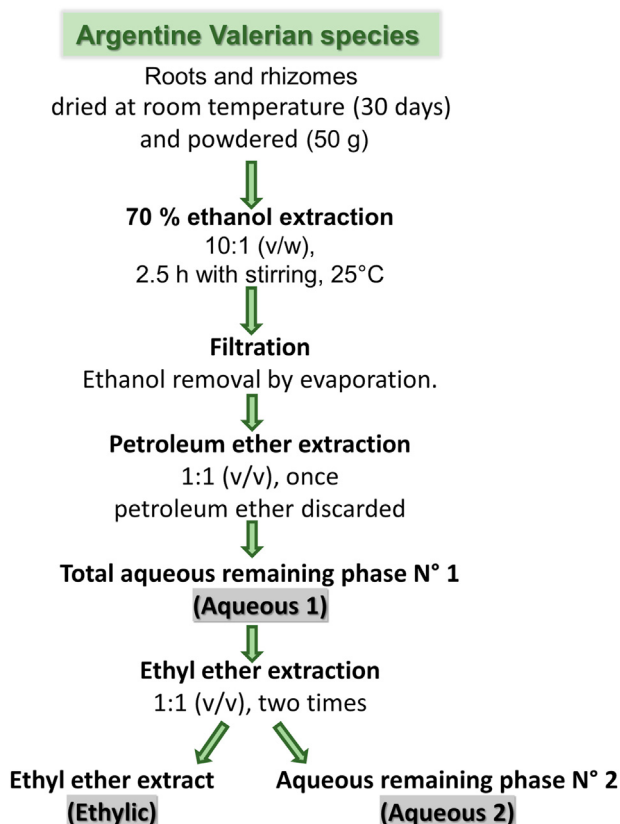 Argentine Valerian species
Roots and rhizomes
dried at room temperature (30 days)
and powdered (50 g)
70 % ethanol extraction
10:1 (v/w),
2.5 h with stirring, 25°C
Filtration
Ethanol removal by evaporation.
Petroleum ether extraction
1:1 (v/v), once
petroleum ether discarded
Total aqueous remaining phase N° 1
(Aqueous 1)
Ethyl ether extraction
1:1 (v/v), two times
Ethyl ether extract
(Ethylic)
Aqueous remaining phase N° 2
(Aqueous 2)